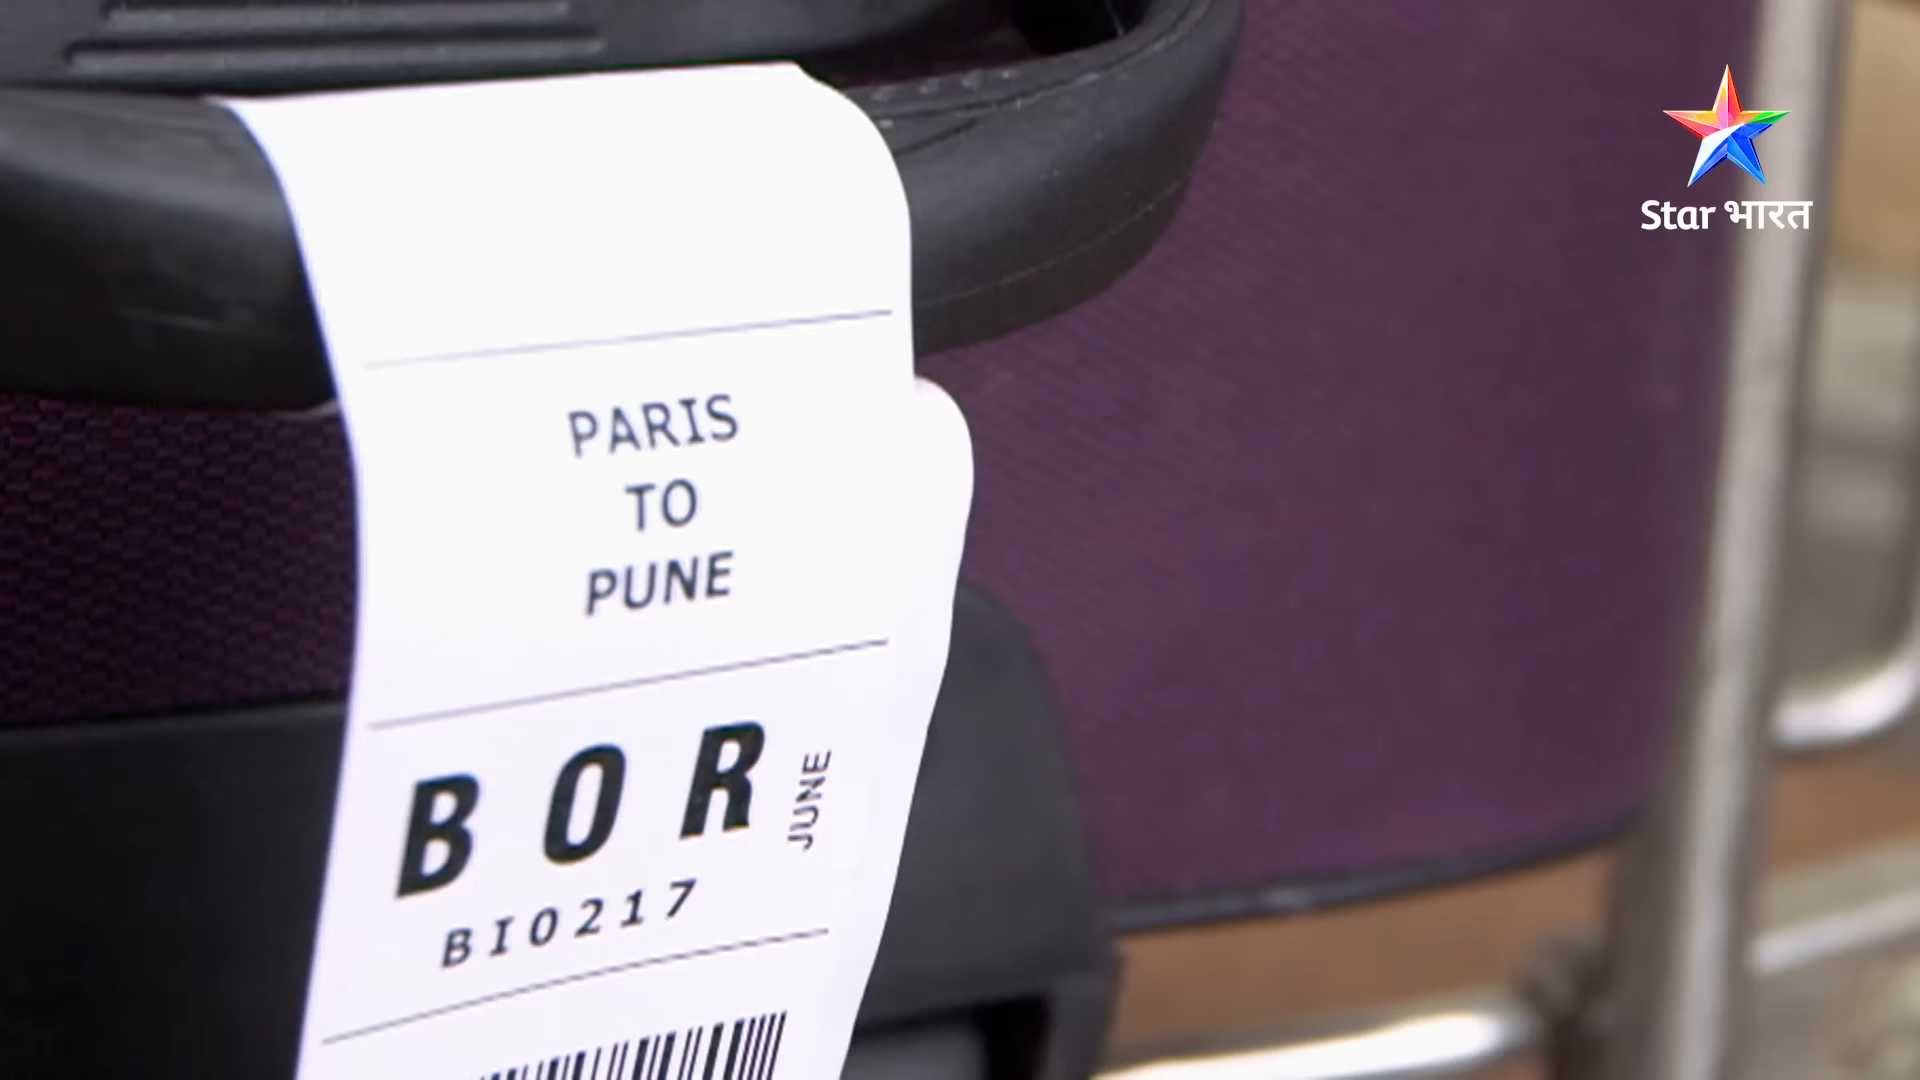 Star भारत
PARIS
TO
PUNE
BOR
JUNE
BI0217